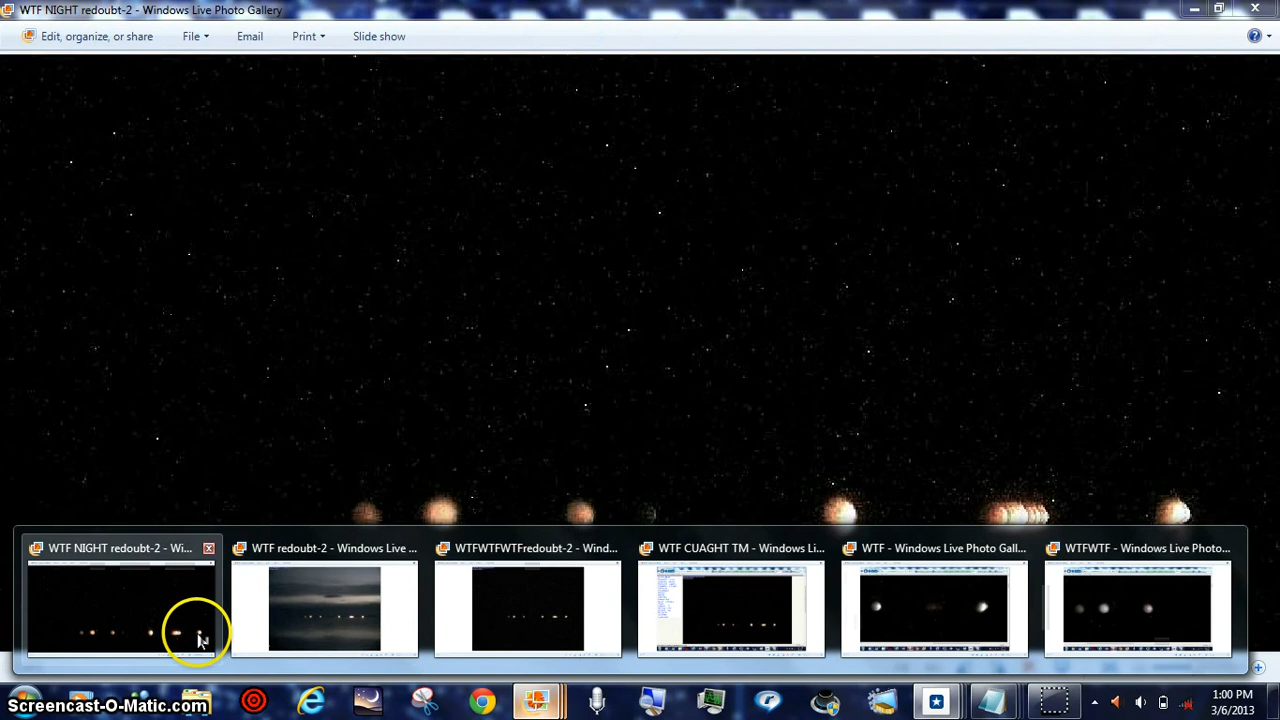 WTF NIGHT redoubt-2 - Windows Live Photo Gallery
Edit, organize, or share File Email Print Slide show
WTF NIGHT redoubt-2 - Wi... WTF redoubt-2 - Windows Live ... WTFWTFWTFredoubt-2 - Wind... WTF CUAGHT TM - Windows Li... WTF - Windows Live Photo Gall... WTFWTF - Windows Live Photo...
1:00 PM
3/6/2013
Screencast-O-Matic.com